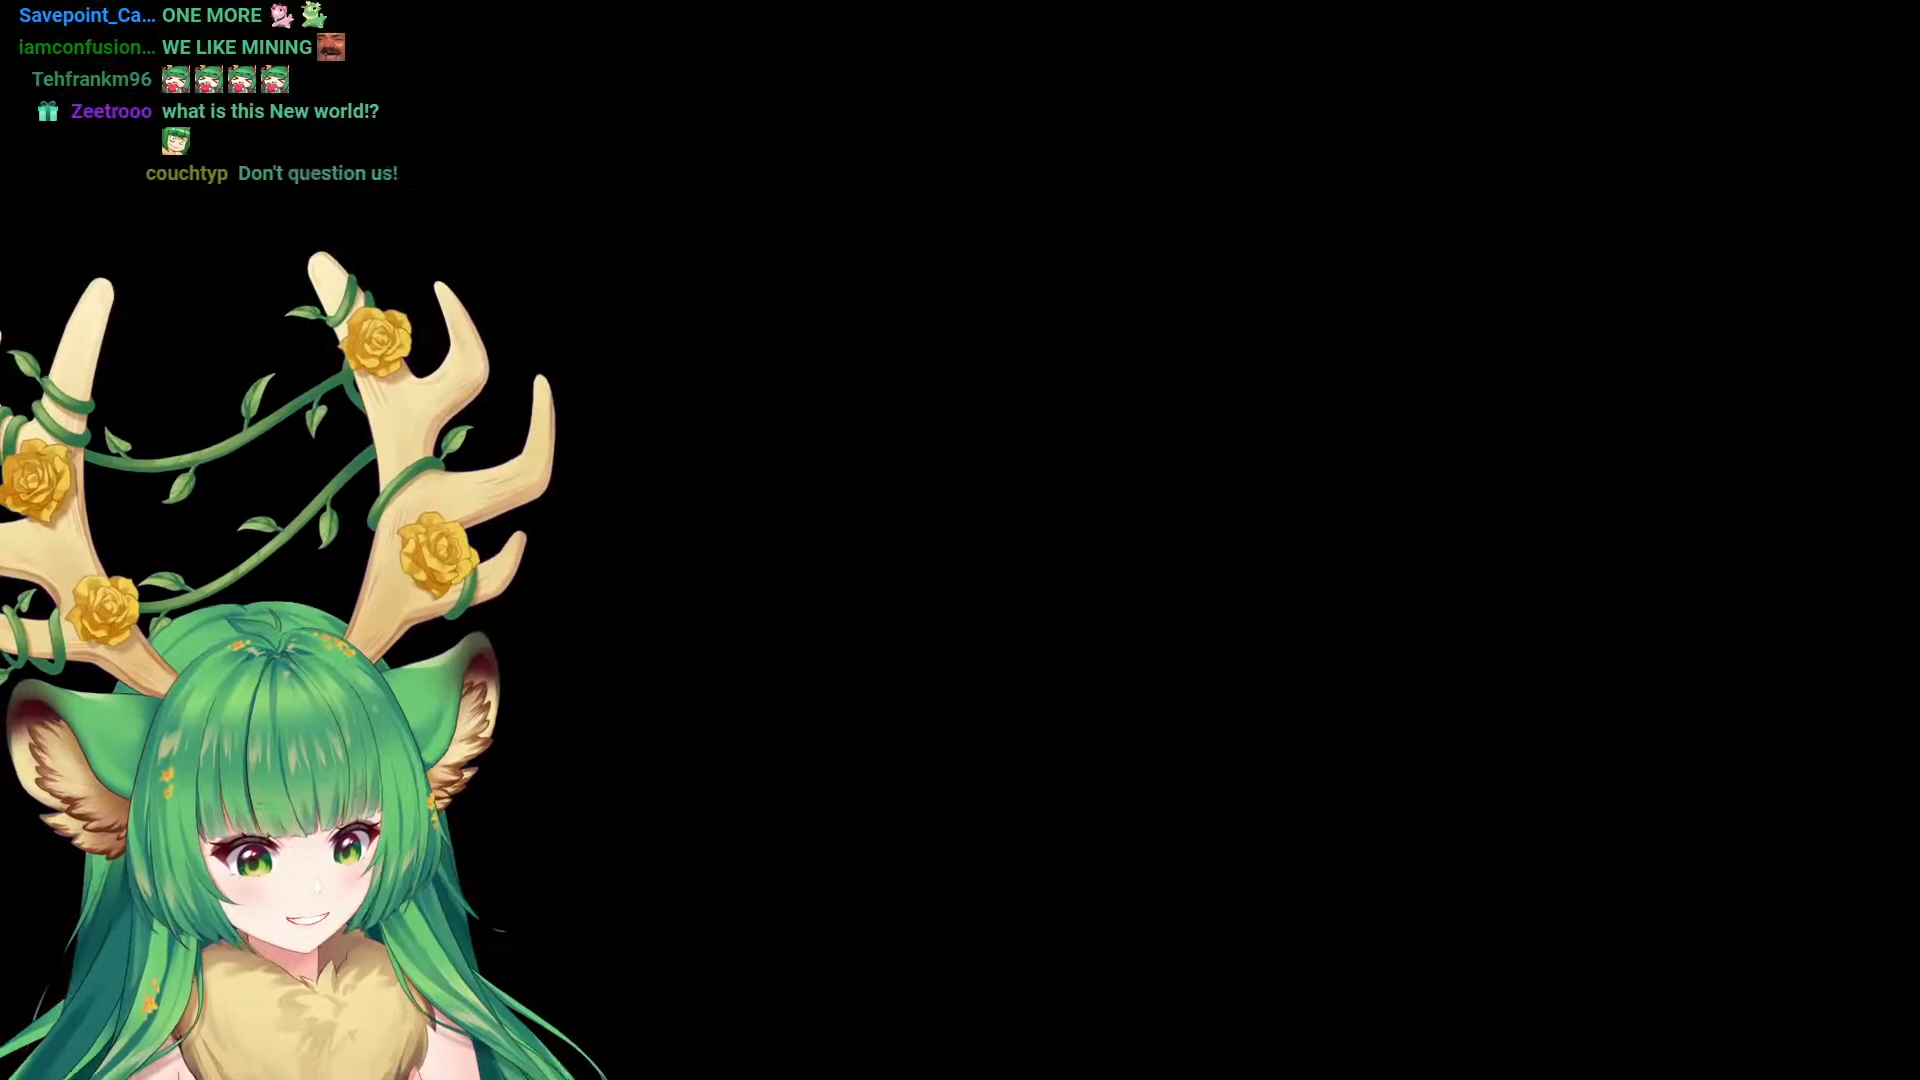 Savepoint_Ca... ONE MORE
iamconfusion... WE LIKE MINING
Tehfrankm96
Zeetrooo what is this New world!?
couchtyp Don't question us!